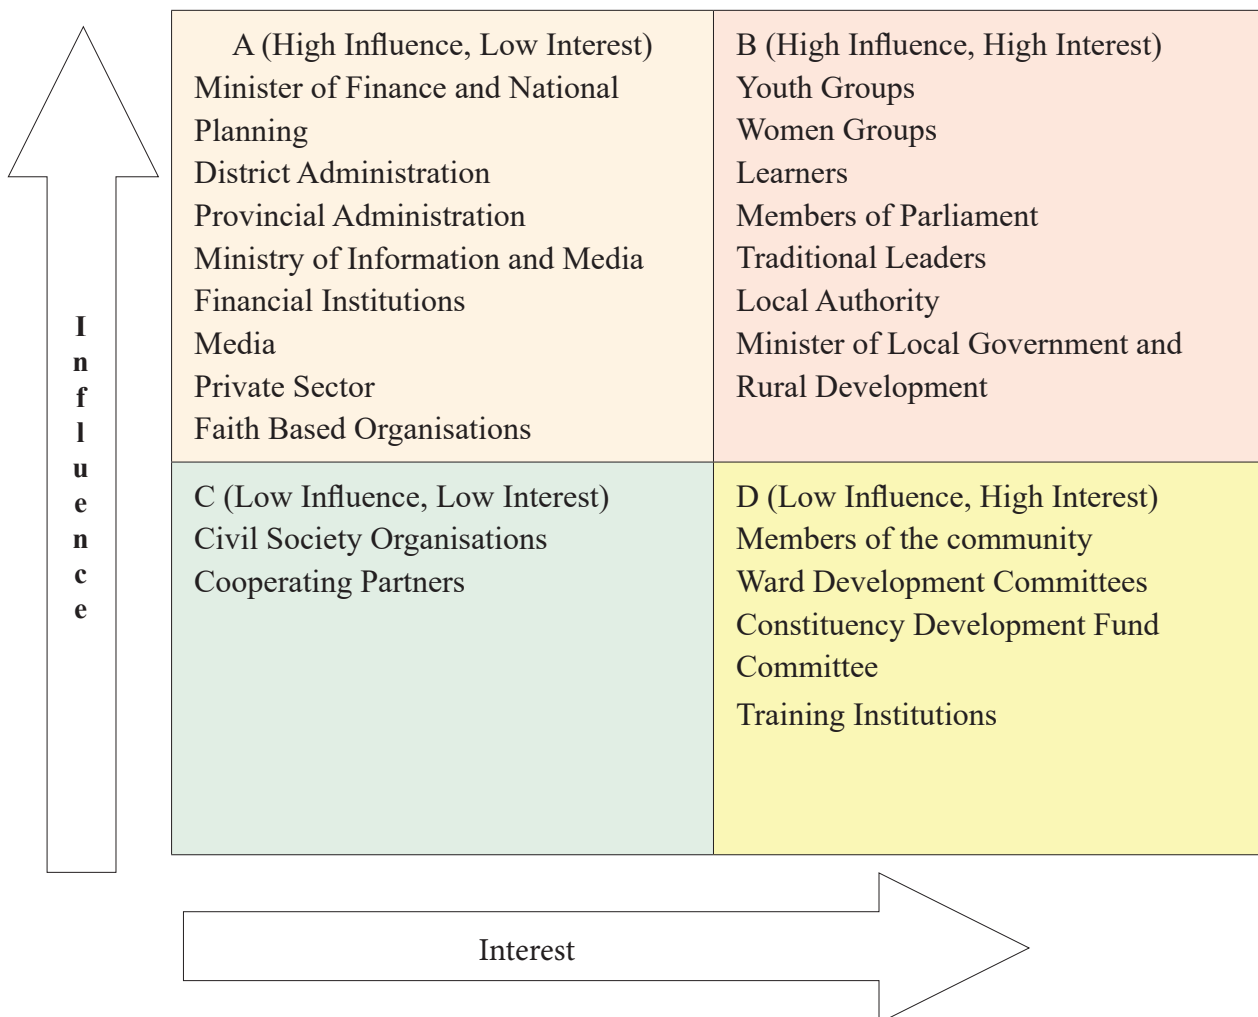 Influence
A (High Influence, Low Interest)
Minister of Finance and National
Planning
District Administration
Provincial Administration
Ministry of Information and Media
Financial Institutions
Media
Private Sector
Faith Based Organisations
B (High Influence, High Interest)
Youth Groups
Women Groups
Learners
Members of Parliament
Traditional Leaders
Local Authority
Minister of Local Government and
Rural Development
C (Low Influence, Low Interest)
Civil Society Organisations
Cooperating Partners
D (Low Influence, High Interest)
Members of the community
Ward Development Committees
Constituency Development Fund
Committee
Training Institutions
Interest